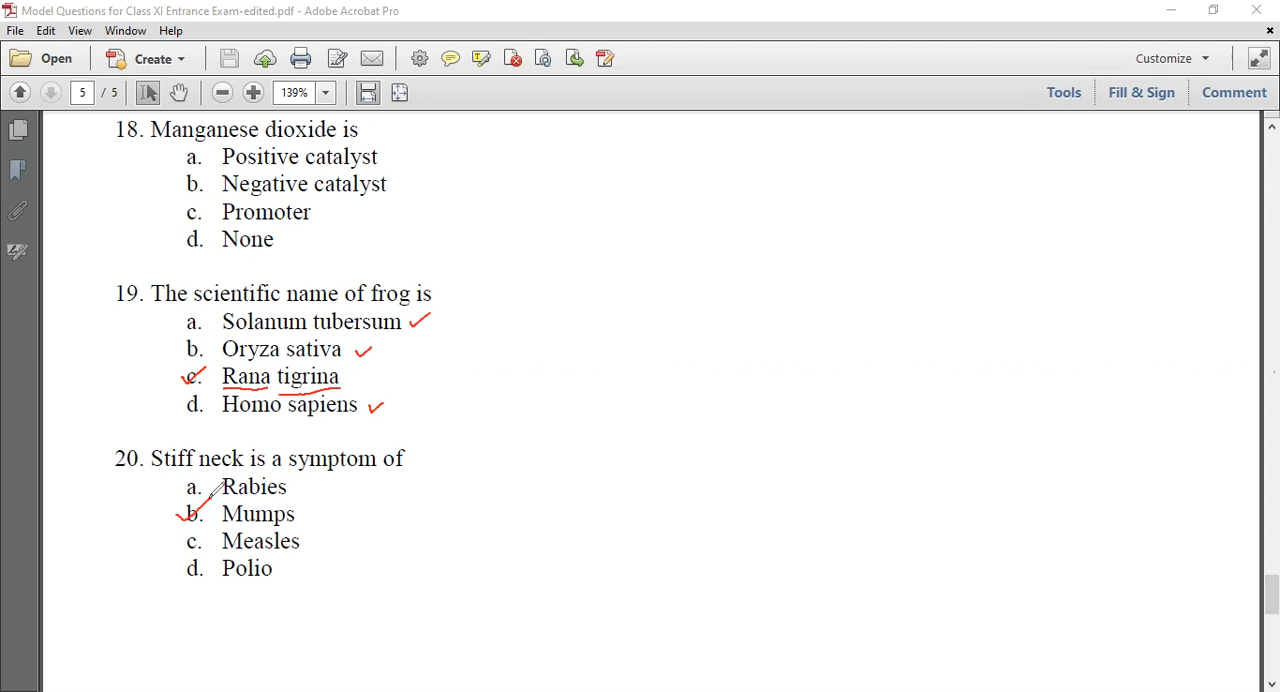 Model Questions for Class XI Entrance Exam-edited.pdf - Adobe Acrobat Pro
File Edit View Window Help
Open Create Customize
5 / 5 139% Tools Fill & Sign Comment
18. Manganese dioxide is
a. Positive catalyst
b. Negative catalyst
c. Promoter
d. None
19. The scientific name of frog is
a. Solanum tubersum
b. Oryza sativa
c. Rana tigrina
d. Homo sapiens
20. Stiff neck is a symptom of
a. Rabies
b. Mumps
c. Measles
d. Polio